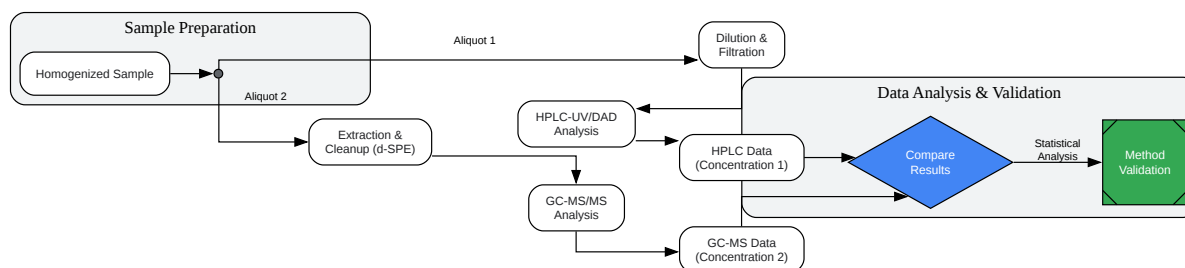 Sample Preparation
Homogenized Sample
Aliquot 1
Aliquot 2
Dilution &
Filtration
Extraction &
Cleanup (d-SPE)
HPLC-UV/DAD
Analysis
GC-MS/MS
Analysis
Data Analysis & Validation
HPLC Data
(Concentration 1)
GC-MS Data
(Concentration 2)
Compare
Results
Statistical
Analysis
Method
Validation